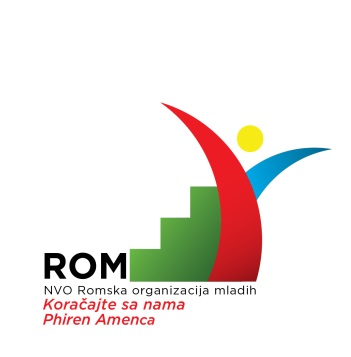 ROM
NVO Romska organizacija mladih
Koračajte sa nama
Phiren Amenca